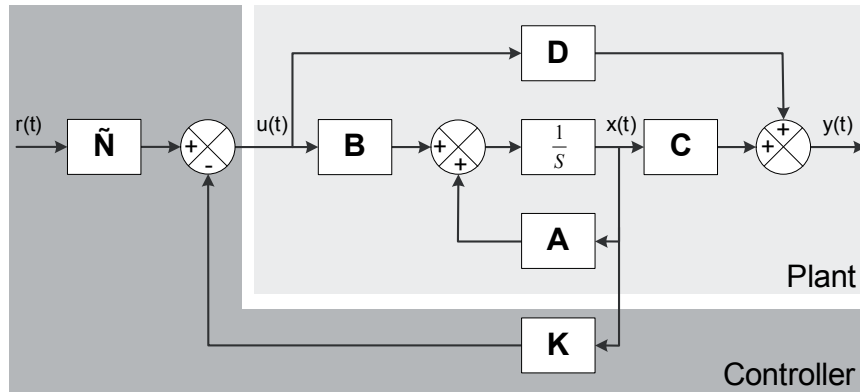 D
r(t)
Ñ
+
-
u(t)
B
+
+
1
S
x(t)
C
+
+
y(t)
A
Plant
K
Controller